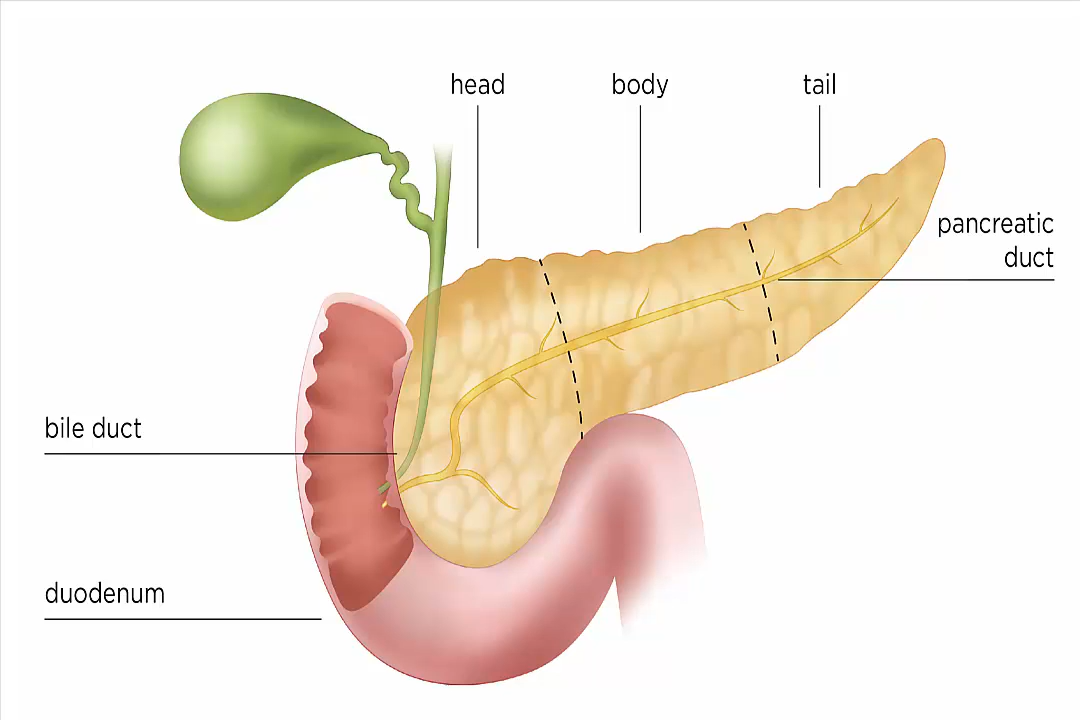 head
body
tail
pancreatic
duct
bile duct
duodenum